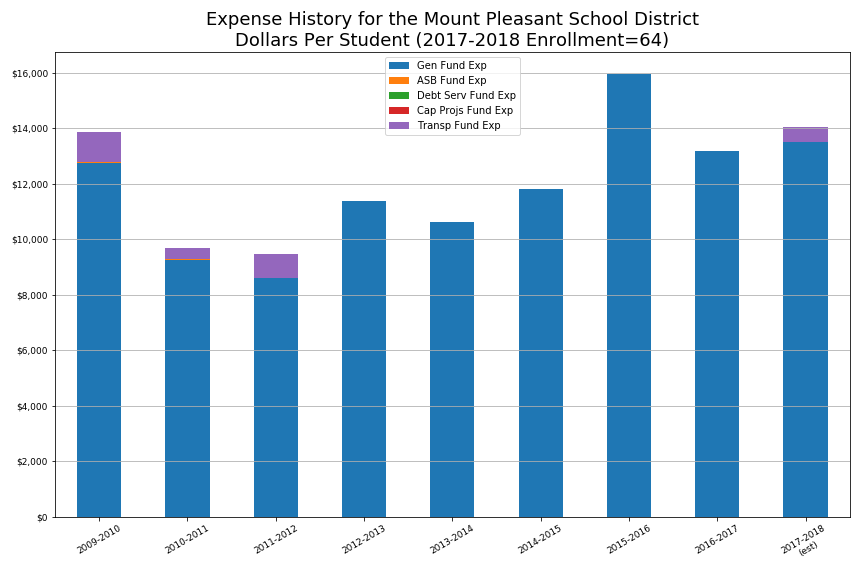 Expense History for the Mount Pleasant School District
Dollars Per Student (2017-2018 Enrollment=64)
Gen Fund Exp
ASB Fund Exp
Debt Serv Fund Exp
Cap Projs Fund Exp
Transp Fund Exp
$16,000
$14,000
$12,000
$10,000
$8,000
$6,000
$4,000
$2,000
$0
2009-2010
2010-2011
2011-2012
2012-2013
2013-2014
2014-2015
2015-2016
2016-2017
2017-2018
(est)